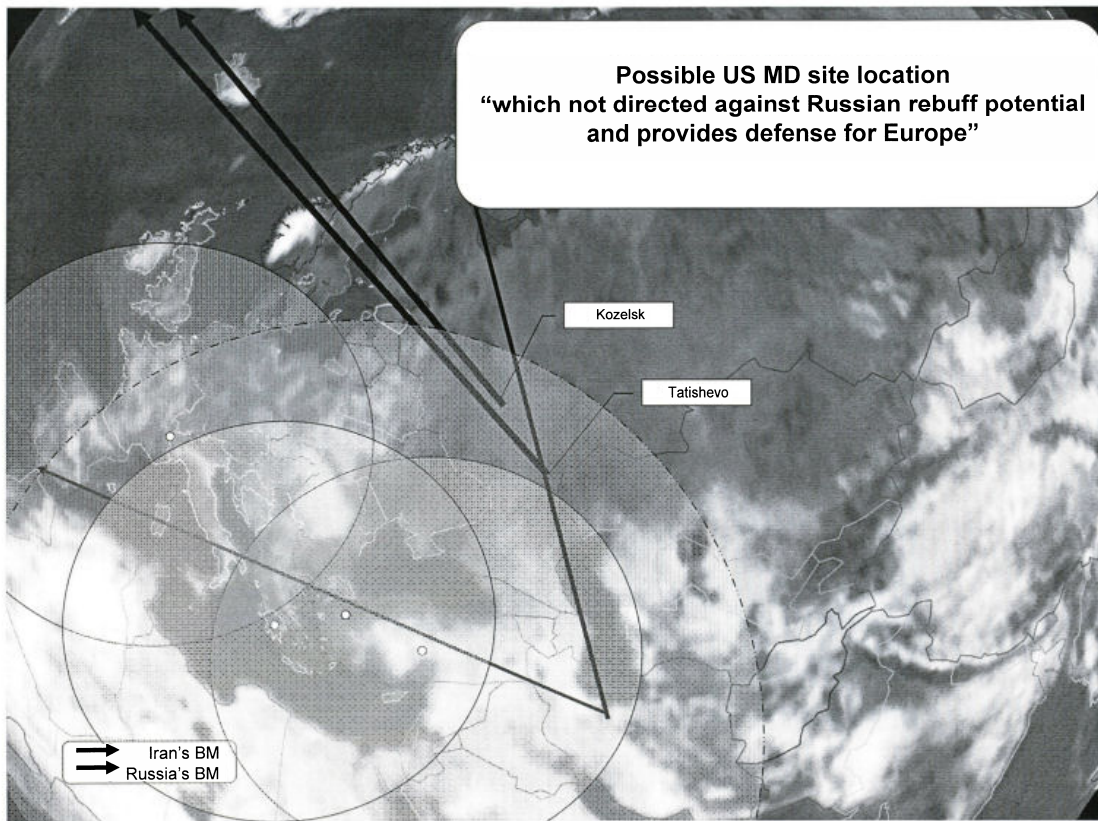 Possible US MD site location
“which not directed against Russian rebuff potential
and provides defense for Europe”
Kozelsk
Tatishevo
Iran's BM
Russia's BM